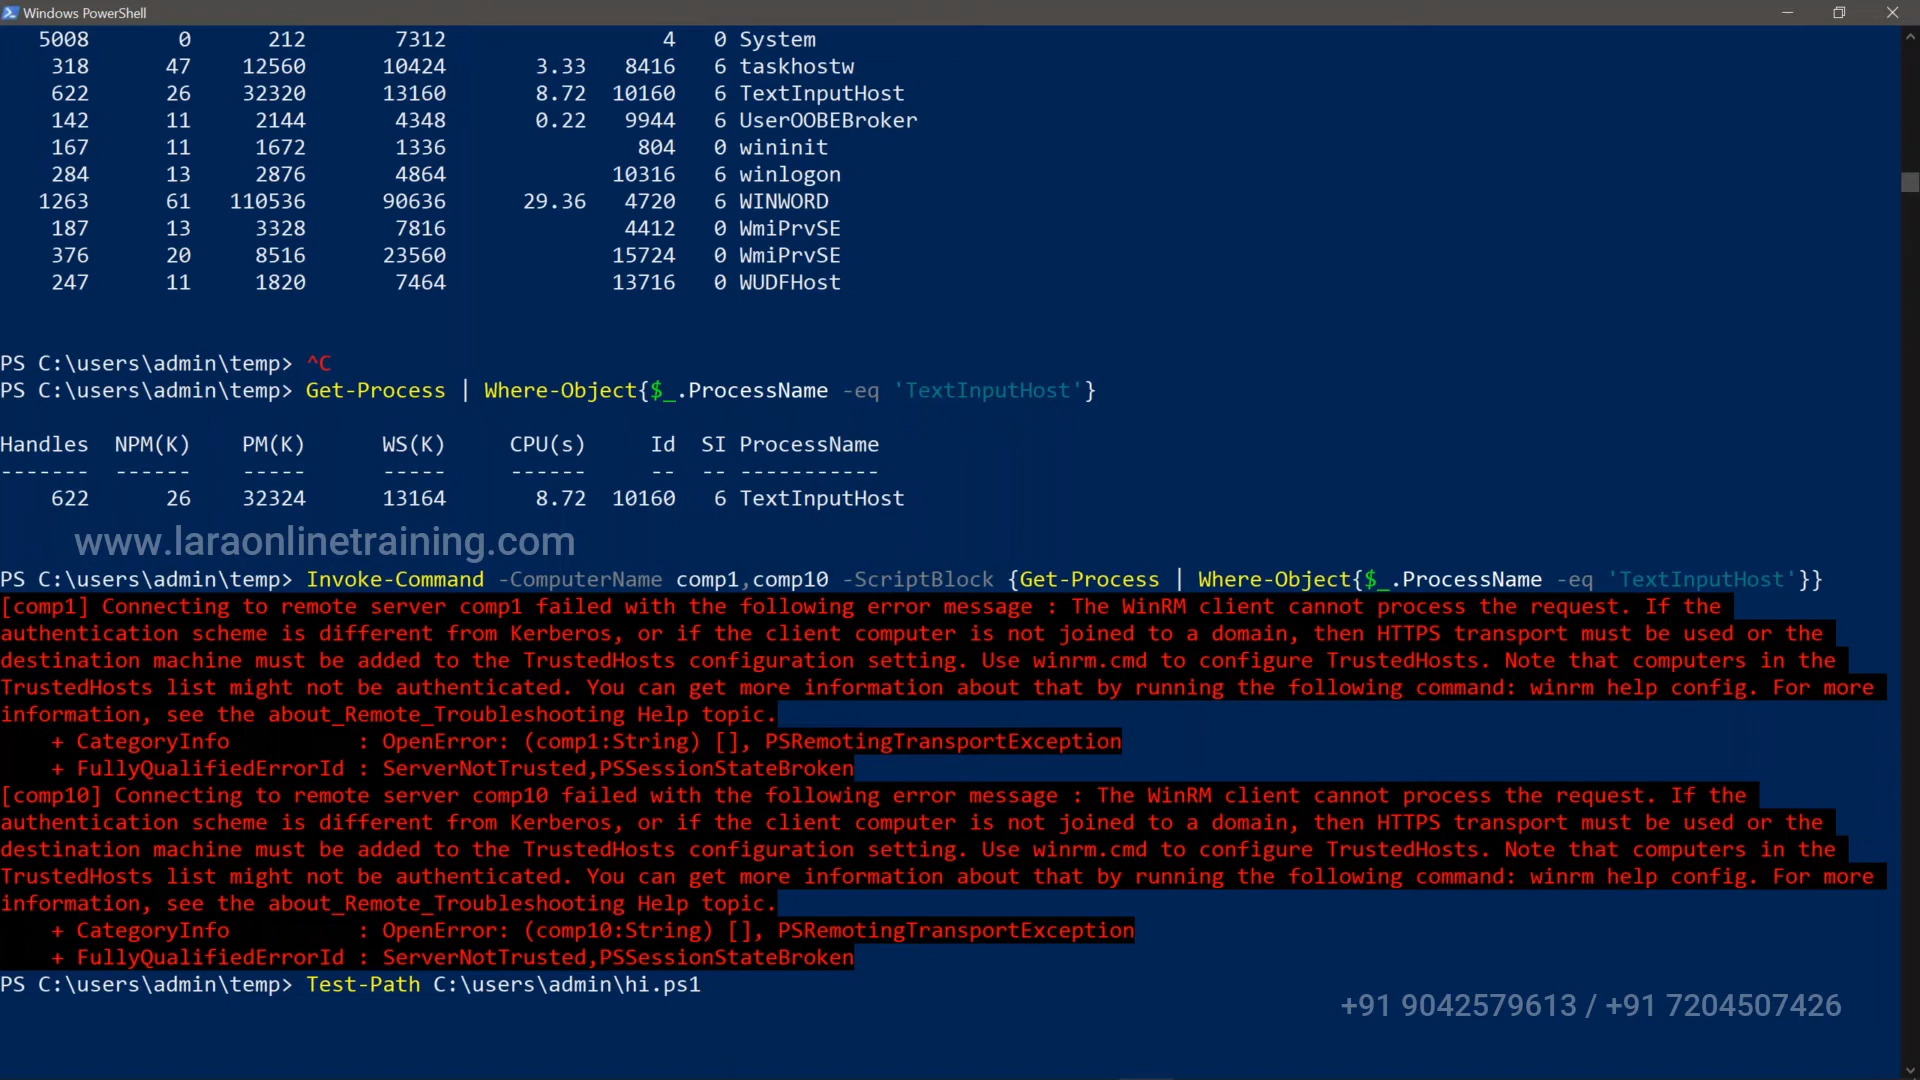 Windows PowerShell
5008 0 212 7312 4 0 System
318 47 12560 10424 3.33 8416 6 taskhostw
622 26 32320 13160 8.72 10160 6 TextInputHost
142 11 2144 4348 0.22 9944 6 UserOOBEBroker
167 11 1672 1336 804 0 wininit
284 13 2876 4864 10316 6 winlogon
1263 61 110536 90636 29.36 4720 6 WINWORD
187 13 3328 7816 4412 0 WmiPrvSE
376 20 8516 23560 15724 0 WmiPrvSE
247 11 1820 7464 13716 0 WUDFHost
PS C:\users\admin\temp> ^C
PS C:\users\admin\temp> Get-Process | Where-Object{$_.ProcessName -eq 'TextInputHost'}
Handles NPM(K) PM(K) WS(K) CPU(s) Id SI ProcessName
------- ------ ----- ----- ------ -- -- -----------
622 26 32324 13164 8.72 10160 6 TextInputHost
www.laraonlinetraining.com
PS C:\users\admin\temp> Invoke-Command -ComputerName comp1,comp10 -ScriptBlock {Get-Process | Where-Object{$_.ProcessName -eq 'TextInputHost'}}
[comp1] Connecting to remote server comp1 failed with the following error message : The WinRM client cannot process the request. If the
authentication scheme is different from Kerberos, or if the client computer is not joined to a domain, then HTTPS transport must be used or the
destination machine must be added to the TrustedHosts configuration setting. Use winrm.cmd to configure TrustedHosts. Note that computers in the
TrustedHosts list might not be authenticated. You can get more information about that by running the following command: winrm help config. For more
information, see the about_Remote_Troubleshooting Help topic.
+ CategoryInfo : OpenError: (comp1:String) [], PSRemotingTransportException
+ FullyQualifiedErrorId : ServerNotTrusted,PSSessionStateBroken
[comp10] Connecting to remote server comp10 failed with the following error message : The WinRM client cannot process the request. If the
authentication scheme is different from Kerberos, or if the client computer is not joined to a domain, then HTTPS transport must be used or the
destination machine must be added to the TrustedHosts configuration setting. Use winrm.cmd to configure TrustedHosts. Note that computers in the
TrustedHosts list might not be authenticated. You can get more information about that by running the following command: winrm help config. For more
information, see the about_Remote_Troubleshooting Help topic.
+ CategoryInfo : OpenError: (comp10:String) [], PSRemotingTransportException
+ FullyQualifiedErrorId : ServerNotTrusted,PSSessionStateBroken
PS C:\users\admin\temp> Test-Path C:\users\admin\hi.ps1
+91 9042579613 / +91 7204507426